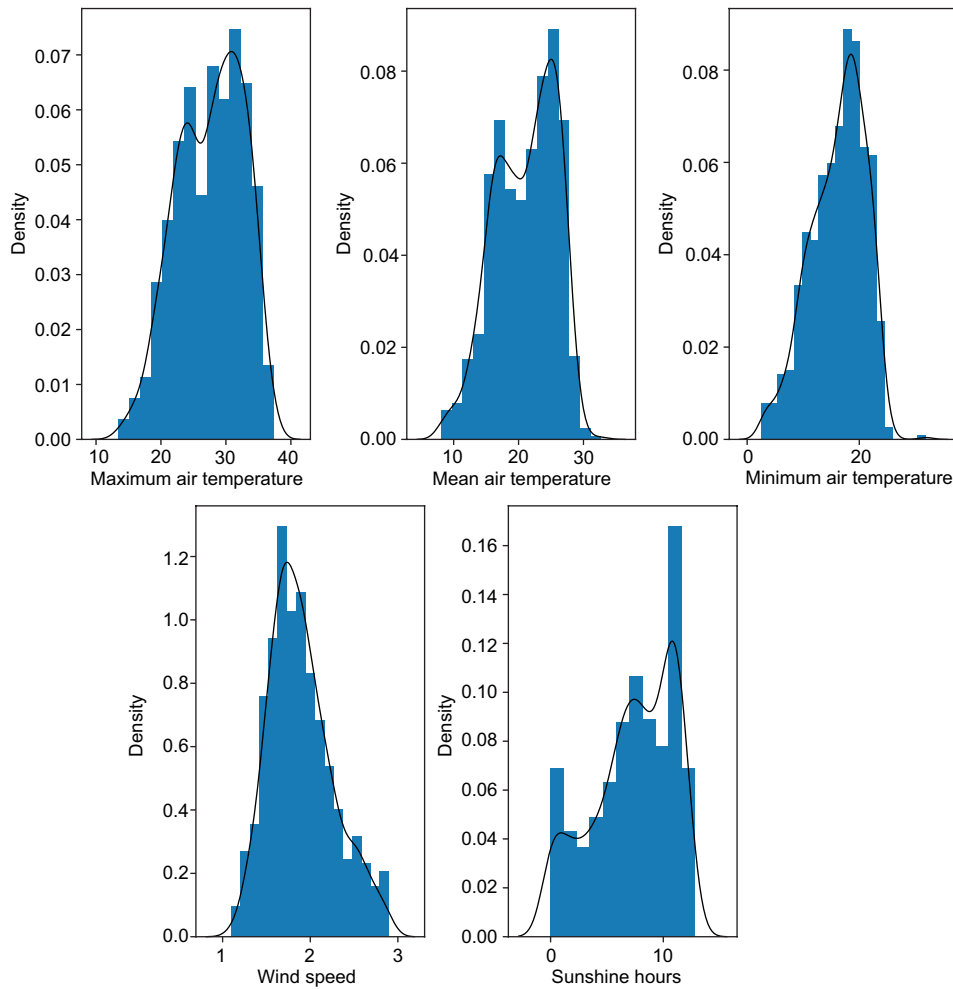 0.07
0.06
0.05
0.04
0.03
0.02
0.01
0.00
Density
10 20 30 40
Maximum air temperature
0.08
0.06
0.04
0.02
0.00
Density
10 20 30
Mean air temperature
0.08
0.06
0.04
0.02
0.00
Density
0 20
Minimum air temperature
1.2
1.0
0.8
0.6
0.4
0.2
0.0
Density
1 2 3
Wind speed
0.16
0.14
0.12
0.10
0.08
0.06
0.04
0.02
0.00
Density
0 10
Sunshine hours